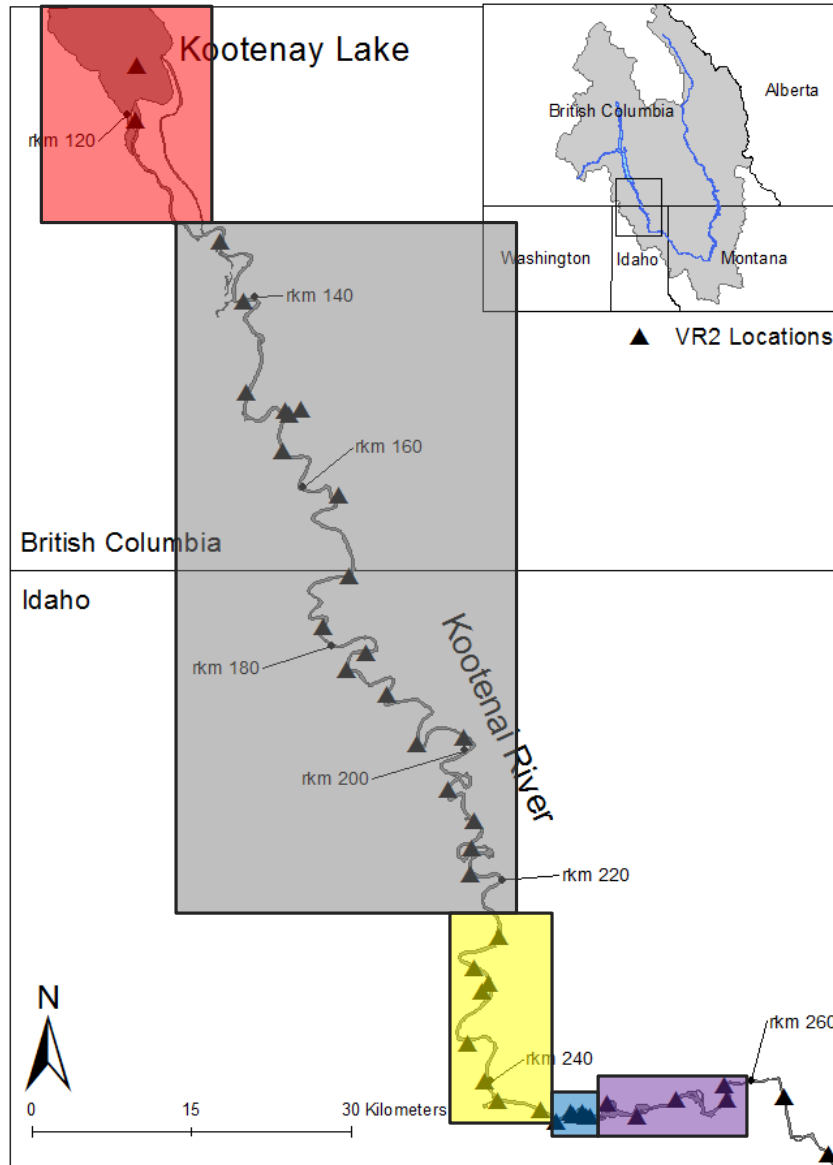 Kootenay Lake
Alberta
British Columbia
rkm 120
Washington
Idaho
Montana
rkm 140
VR2 Locations
rkm 160
British Columbia
Idaho
rkm 180
Kootenai River
rkm 200
rkm 220
N
rkm 260
rkm 240
0 15 30 Kilometers